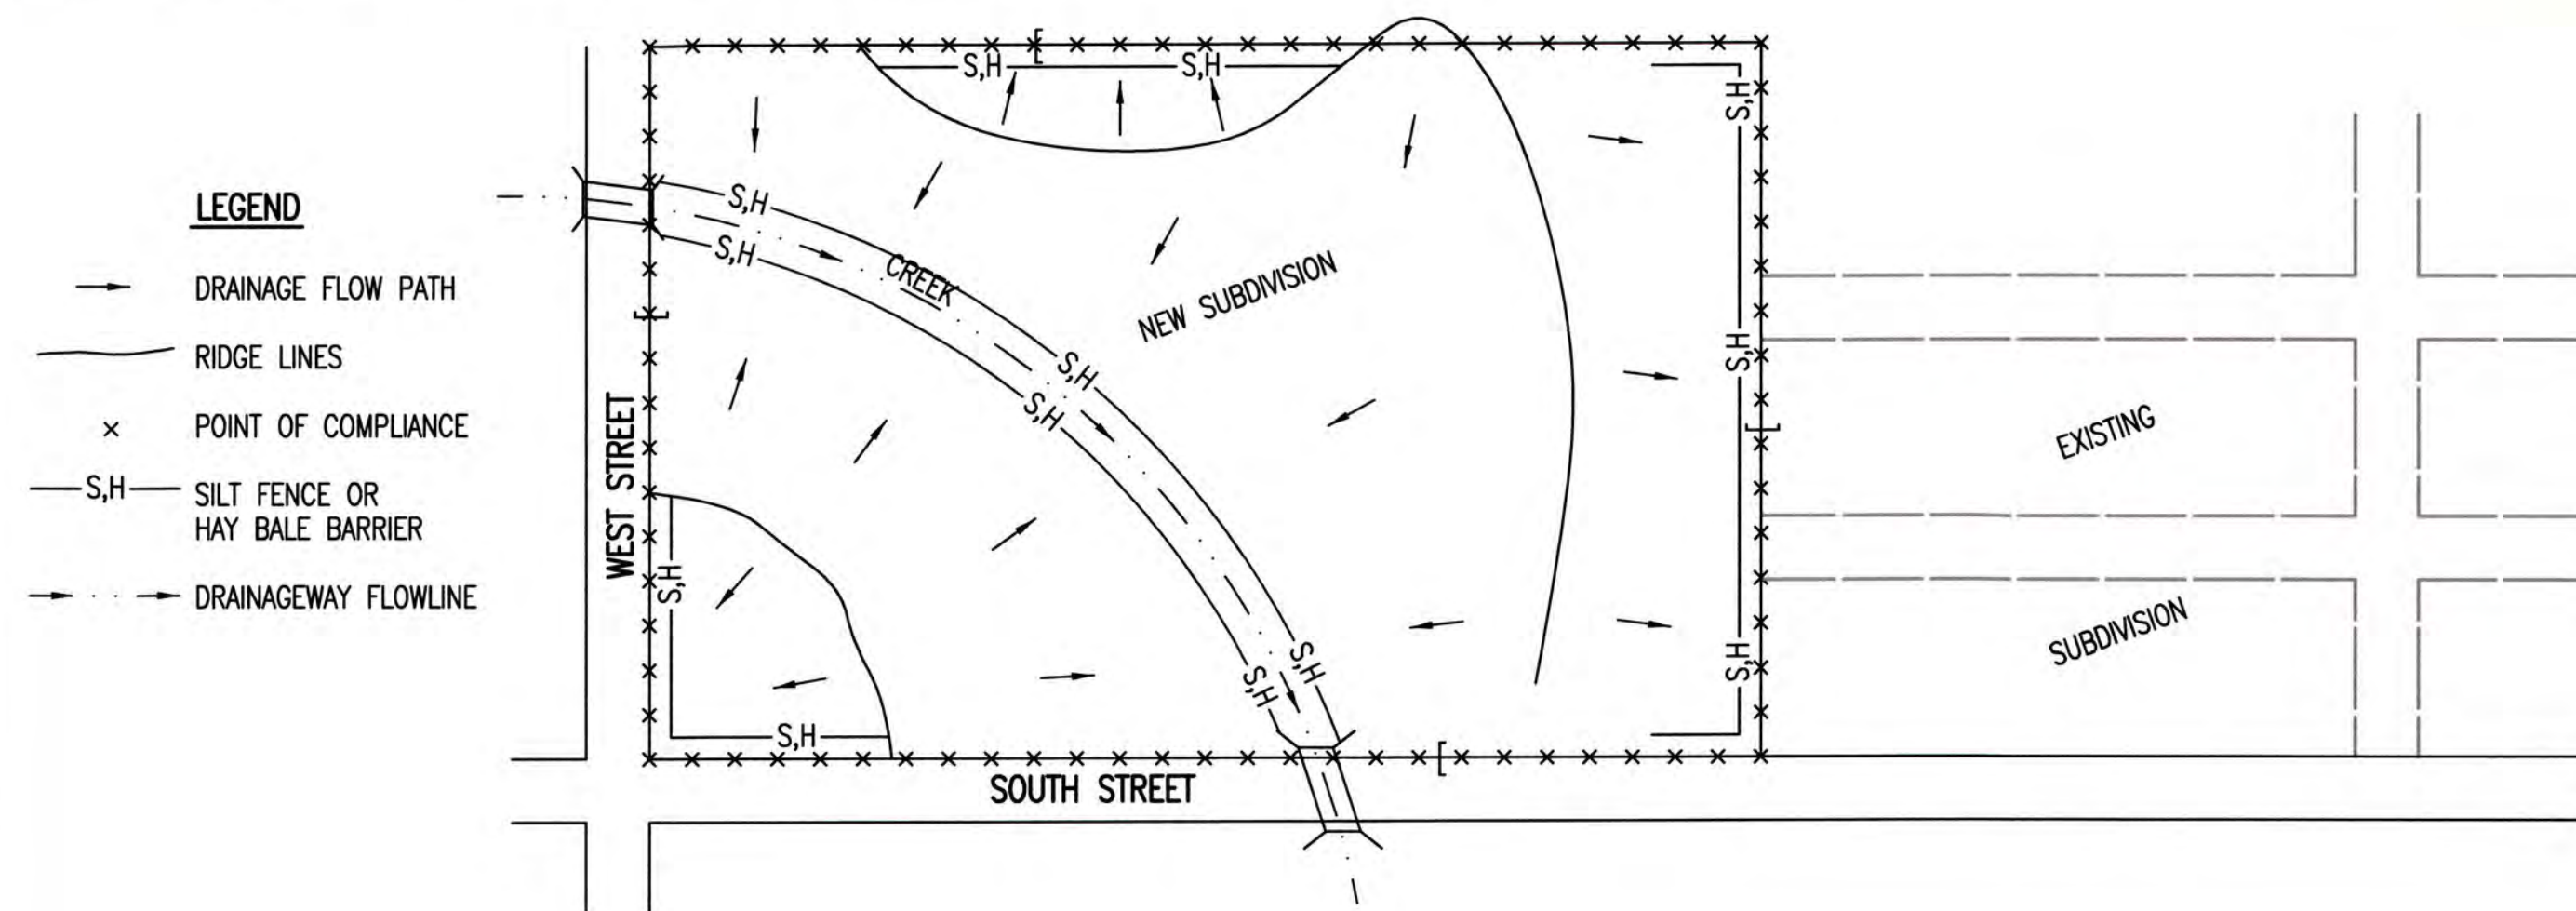 LEGEND
DRAINAGE FLOW PATH
RIDGE LINES
POINT OF COMPLIANCE
S,H
SILT FENCE OR
HAY BALE BARRIER
DRAINAGEWAY FLOWLINE
S,H
S,H
S,H
S,H
S,H
CREEK
NEW SUBDIVISION
S,H
S,H
S,H
WEST STREET
EXISTING
S,H
SUBDIVISION
S,H
S,H
S,H
S,H
SOUTH STREET